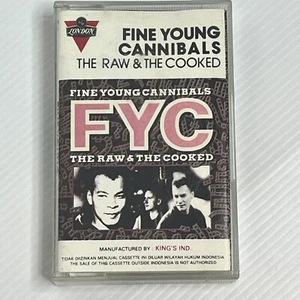 LONDON
FINE YOUNG
CANNIBALS
THE RAW & THE COOKED
FINE YOUNG CANNIBALS
FYC
THE RAW & THE COOKED
MANUFACTURED BY : KING'S IND.
TIDAK DIIZINKAN MENJUAL CASSETTE INI DILUAR WILAYAH HUKUM INDONESIA
THE SALE OF THIS CASSETTE OUTSIDE INDONESIA IS NOT AUTHORIZED